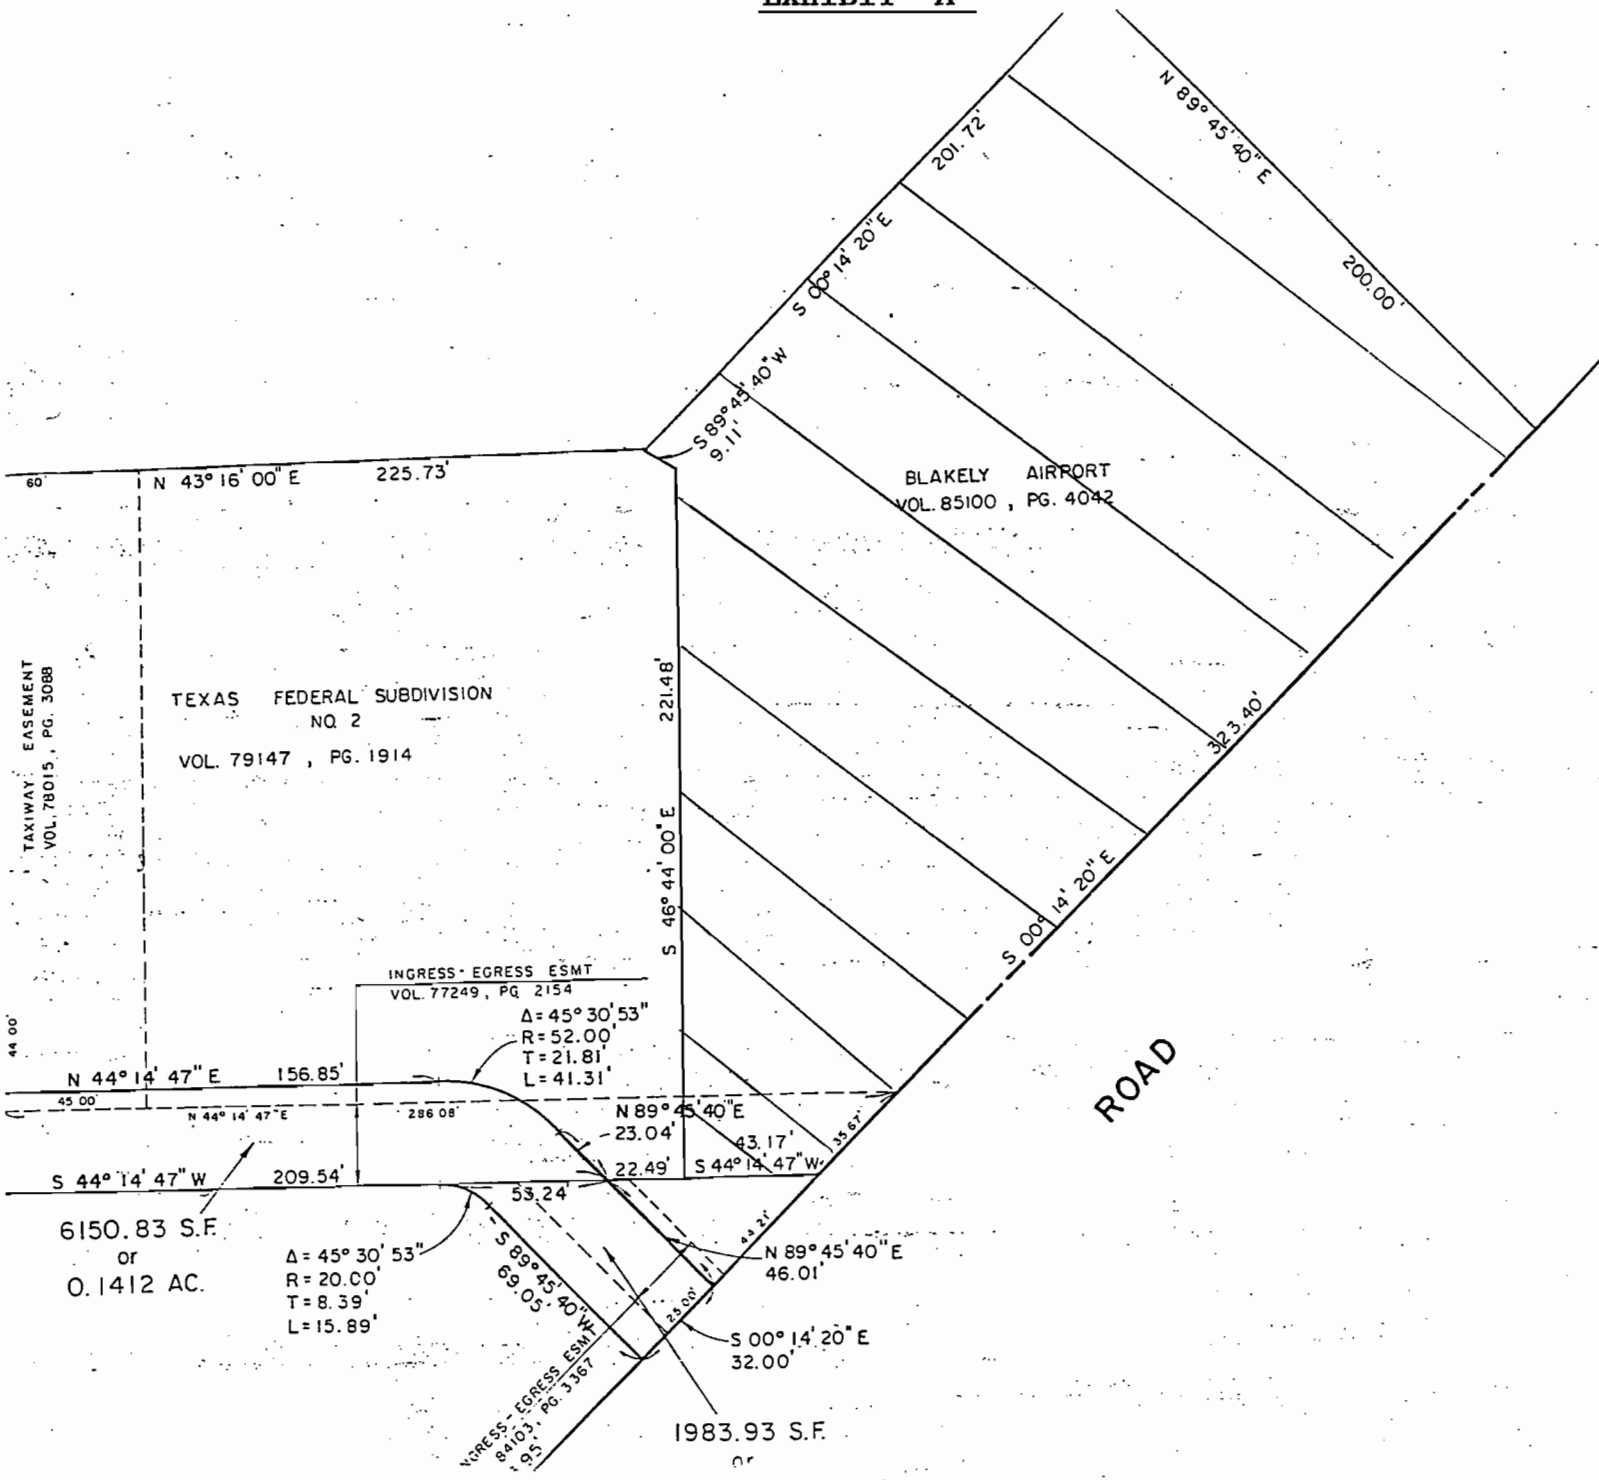 EXHIBIT "A"
N 89° 45' 40" E
200.00'
201.72'
S 00° 14' 20" E
S 89° 45' 40" W
9.11'
BLAKELY AIRPORT
VOL. 85100 , PG. 4042
60'
N 43° 16' 00" E 225.73'
TAXIWAY EASEMENT
VOL. 78015 , PG. 3088
TEXAS FEDERAL SUBDIVISION
NO. 2
VOL. 79147 , PG. 1914
221.48'
S 46° 44' 00" E
323.40'
S 00° 14' 20" E
INGRESS - EGRESS ESMT
VOL. 77249 , PG. 2154
Δ = 45° 30' 53"
R = 52.00'
T = 21.81'
L = 41.31'
44.00'
N 44° 14' 47" E 156.85'
45.00'
N 44° 14' 47" E 286.08'
N 89° 45' 40" E
23.04'
43.17'
35.67'
ROAD
S 44° 14' 47" W 209.54'
22.49'
S 44° 14' 47" W
53.24'
6150.83 S.F.
or
0.1412 AC.
Δ = 45° 30' 53"
R = 20.00'
T = 8.39'
L = 15.89'
S 89° 45' 40" W
69.05'
44.21'
N 89° 45' 40" E
46.01'
25.00'
S 00° 14' 20" E
32.00'
NGRESS - EGRESS ESMT
84103 , PG. 3367
95'
1983.93 S.F.
or